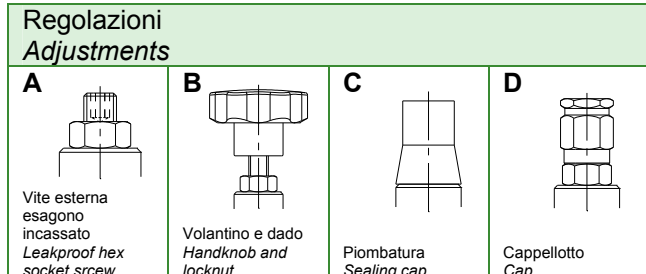 Regolazioni
Adjustments
A
Vite esterna
esagono
incassato
Leakproof hex
socket srcew
B
Volantino e dado
Handknob and
locknut
C
Piombatura
Sealing cap
D
Cappellotto
Cap